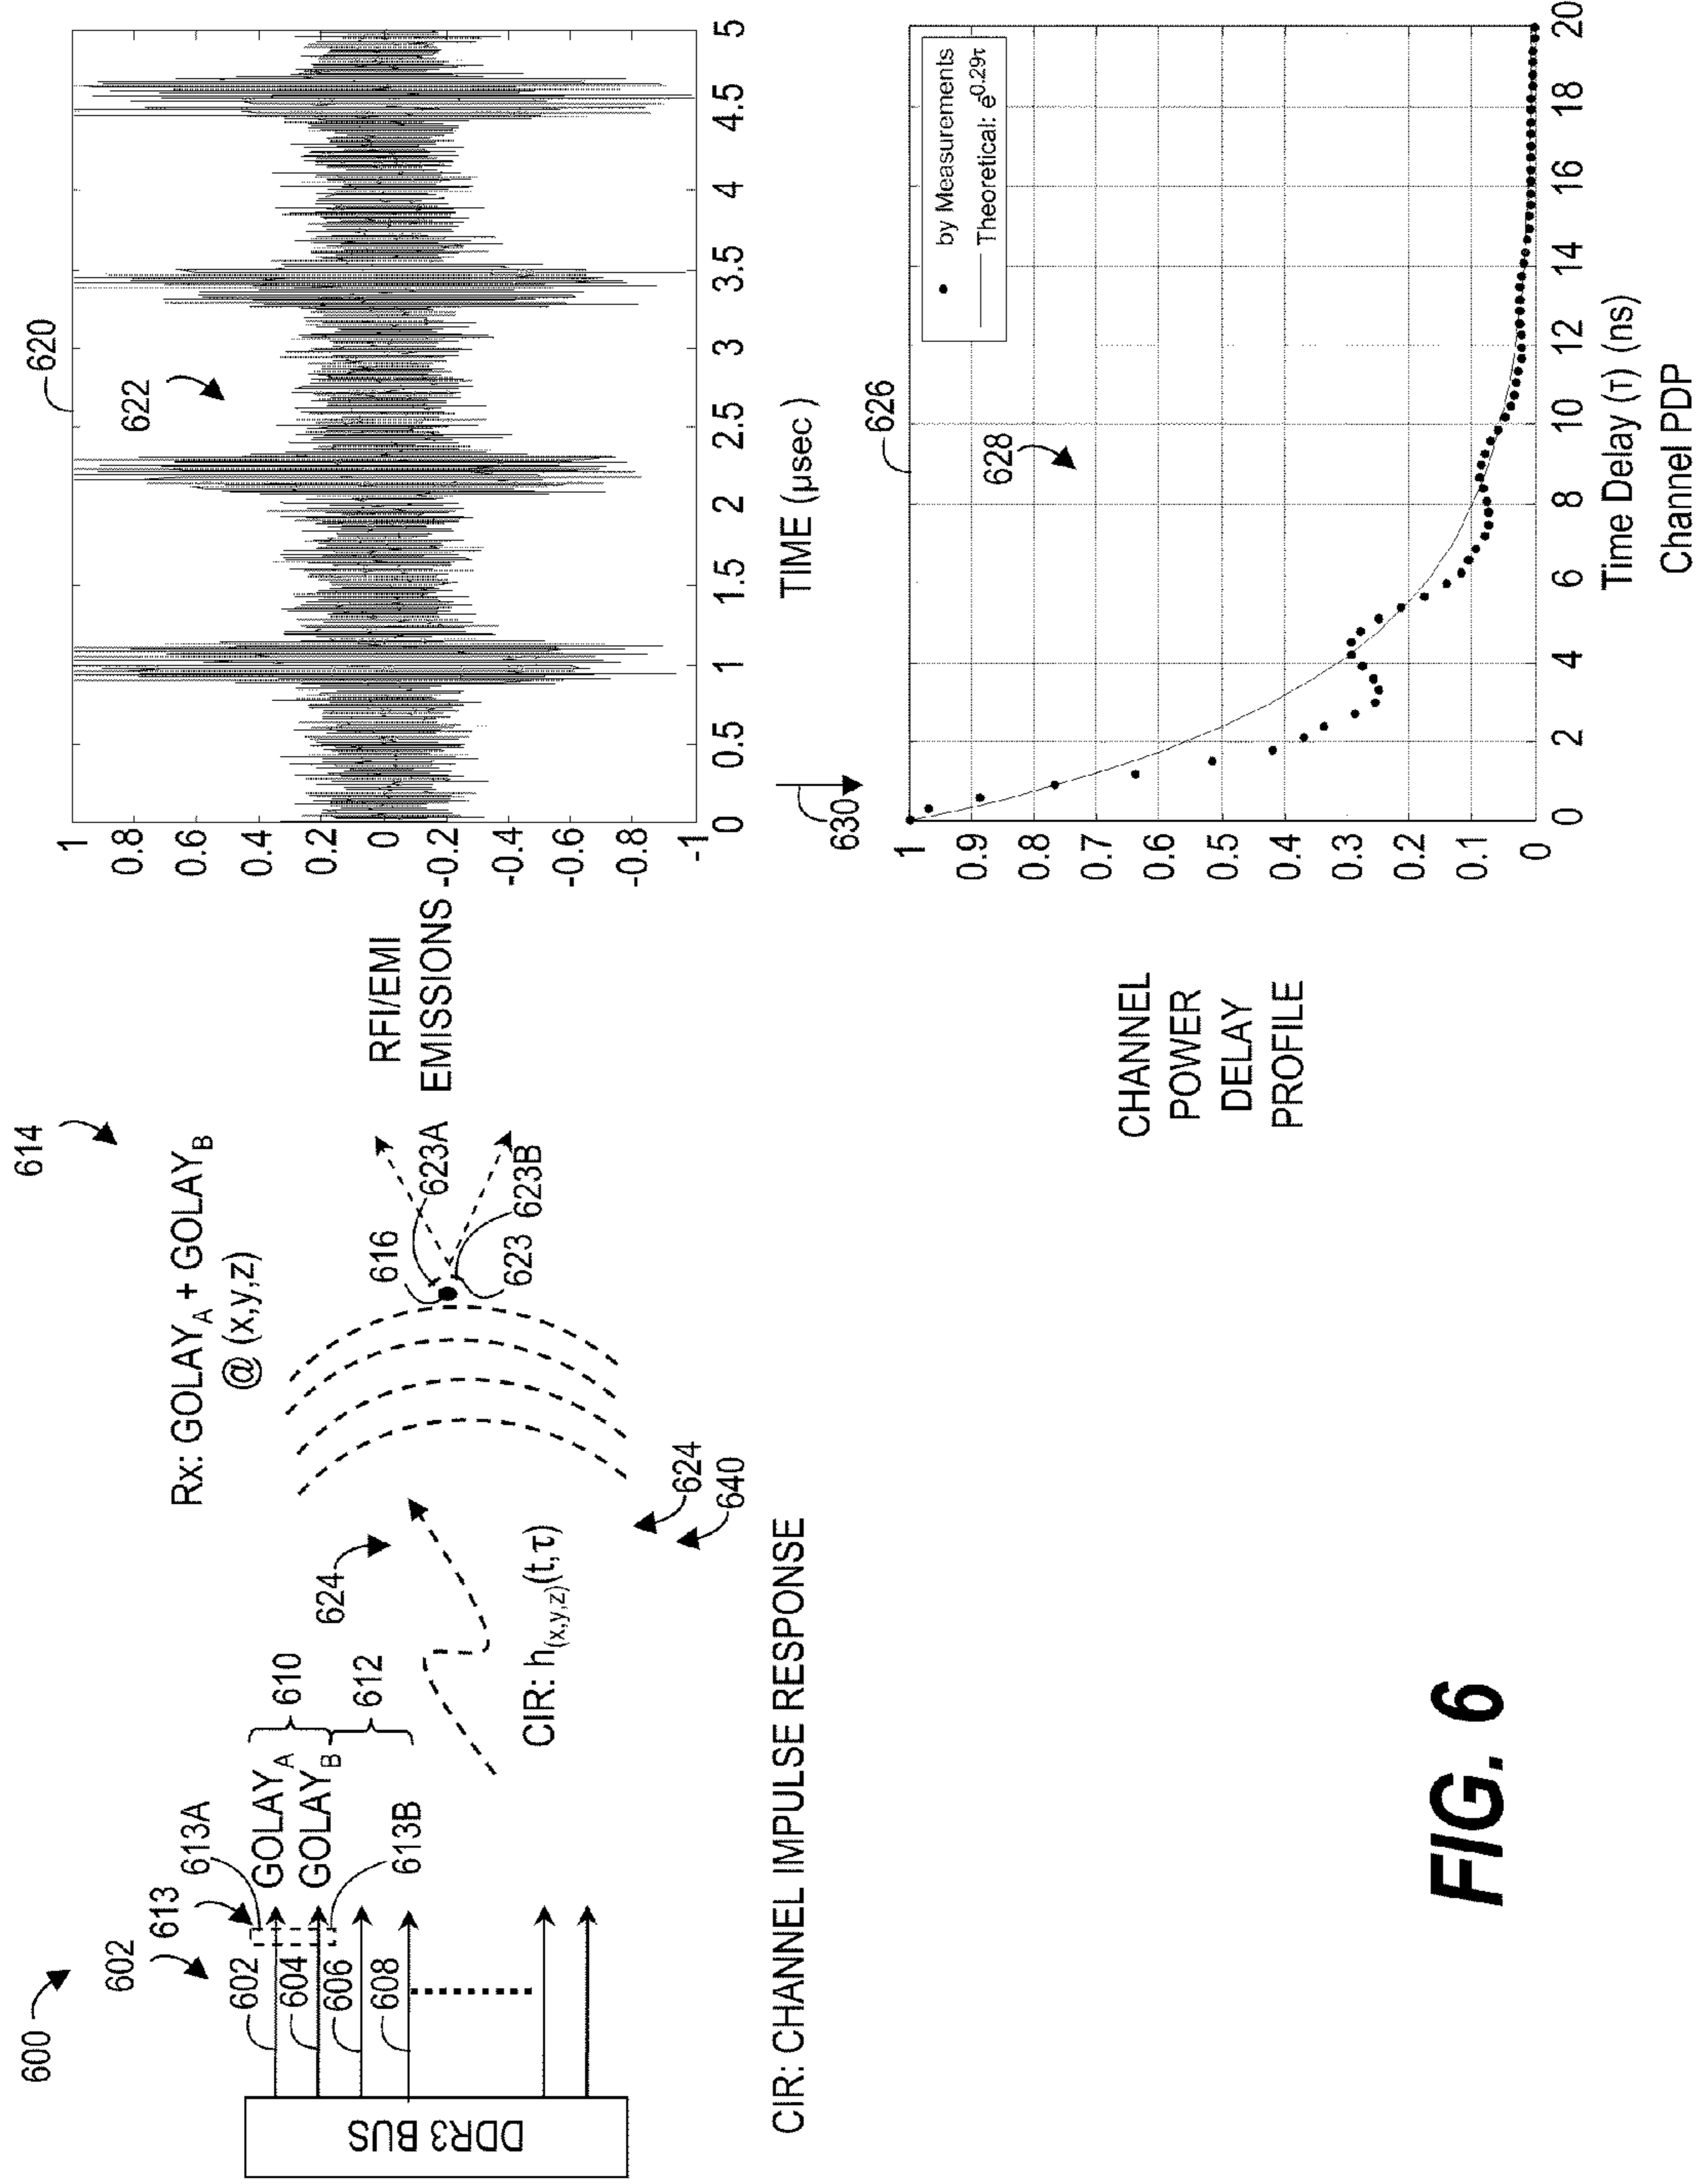 600
602
613
613A
602
604
606
608
DDR3 BUS
GOLAYA
GOLAYB
610
612
613B
624
CIR: h(x,y,z)(t,τ)
624
640
CIR: CHANNEL IMPULSE RESPONSE
614
Rx: GOLAYA + GOLAYB
@ (x,y,z)
616
623A
623B
623
RFI/EMI
EMISSIONS
620
622
1
0.8
0.6
0.4
0.2
0
-0.2
-0.4
-0.6
-0.8
-1
0 0.5 1 1.5 2 2.5 3 3.5 4 4.5 5
TIME (μsec )
630
626
628
CHANNEL
POWER
DELAY
PROFILE
1
0.9
0.8
0.7
0.6
0.5
0.4
0.3
0.2
0.1
0
by Measurements
Theoretical: e0.29τ
0 2 4 6 8 10 12 14 16 18 20
Time Delay (τ) (ns)
Channel PDP
FIG. 6